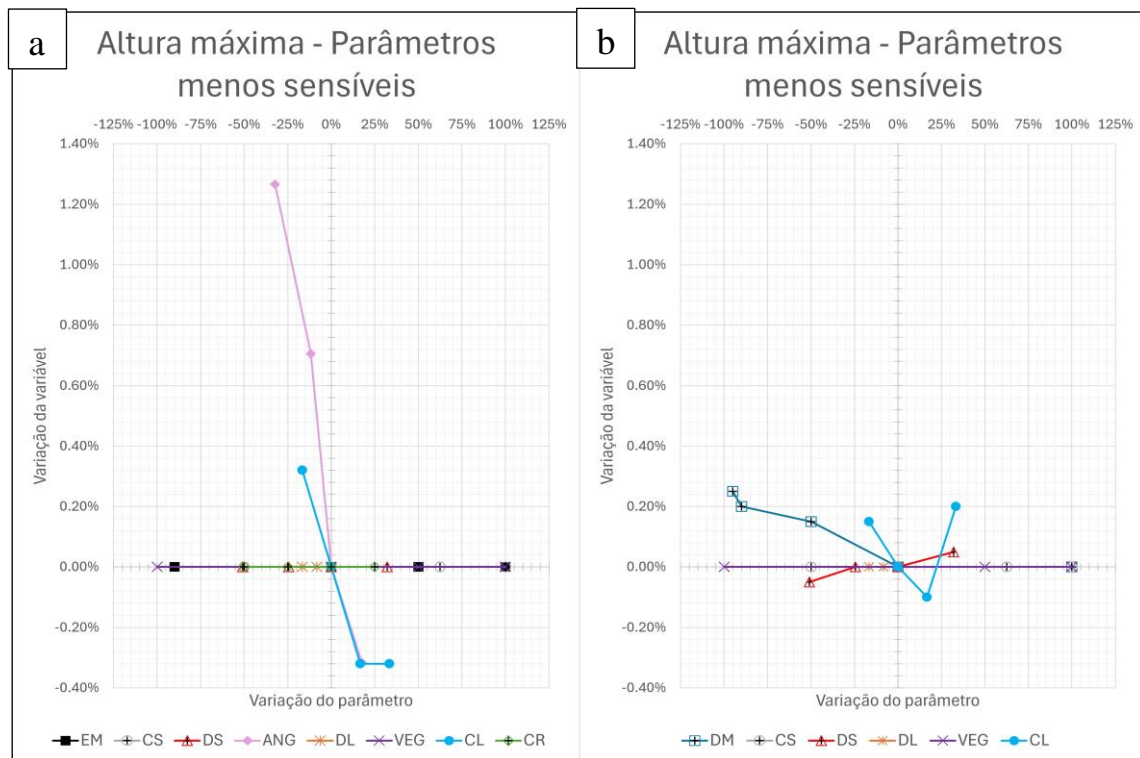 a
Altura máxima - Parâmetros
menos sensíveis
-125% -100% -75% -50% -25% 0% 25% 50% 75% 100% 125%
1.40%
1.20%
1.00%
0.80%
0.60%
0.40%
0.20%
0.00%
-0.20%
-0.40%
Variação da variável
Variação do parâmetro
EM CS DS ANG DL VEG CL CR
b
Altura máxima - Parâmetros
menos sensíveis
-125% -100% -75% -50% -25% 0% 25% 50% 75% 100% 125%
1.40%
1.20%
1.00%
0.80%
0.60%
0.40%
0.20%
0.00%
-0.20%
-0.40%
Variação da variável
Variação do parâmetro
DM CS DS DL VEG CL